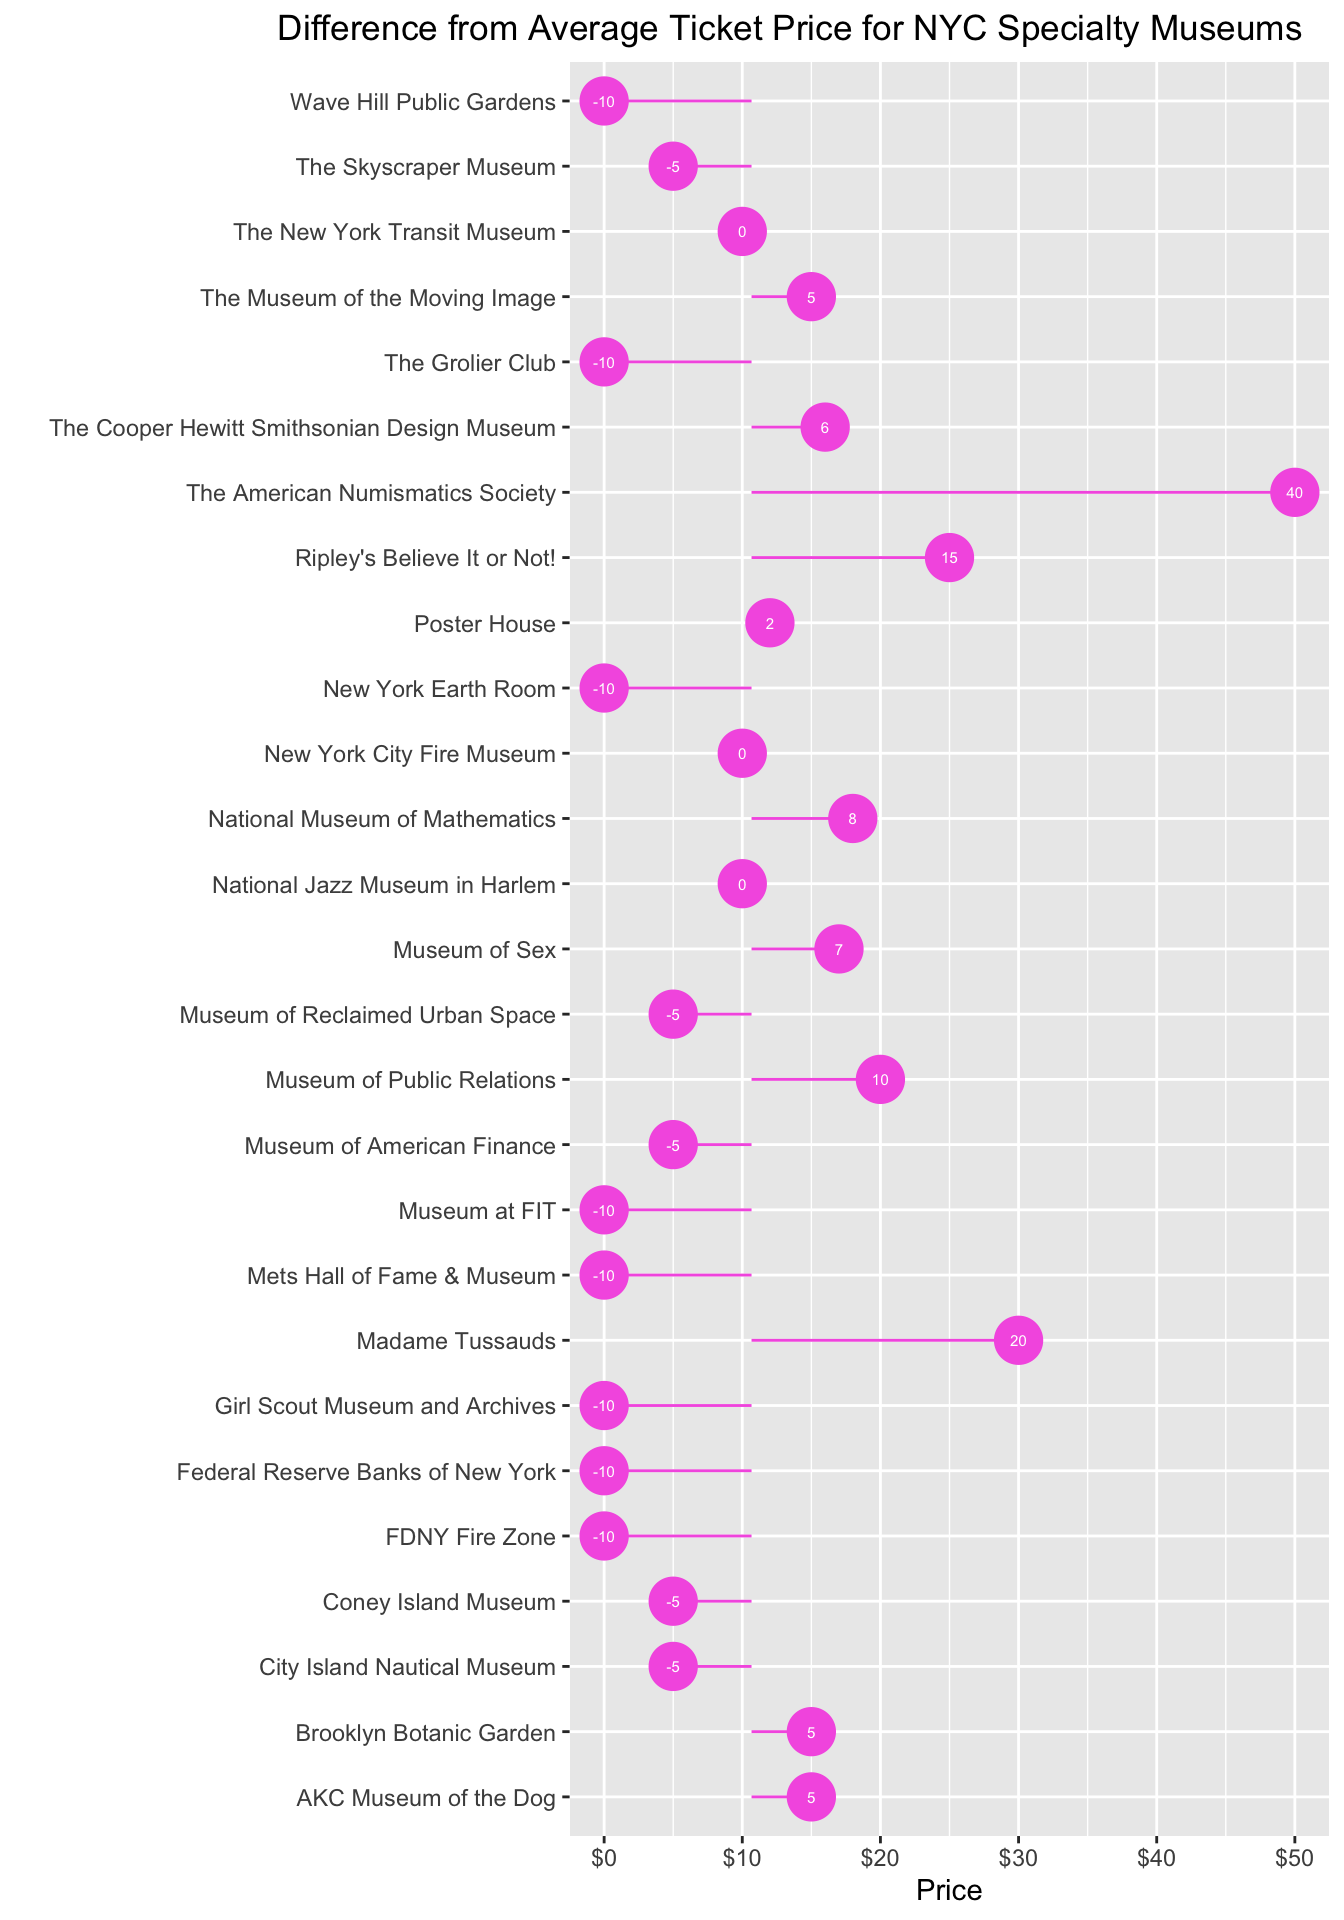 Difference from Average Ticket Price for NYC Specialty Museums
Wave Hill Public Gardens -10
The Skyscraper Museum -5
The New York Transit Museum 0
The Museum of the Moving Image 5
The Grolier Club -10
The Cooper Hewitt Smithsonian Design Museum 6
The American Numismatics Society 40
Ripley's Believe It or Not! 15
Poster House 2
New York Earth Room -10
New York City Fire Museum 0
National Museum of Mathematics 8
National Jazz Museum in Harlem 0
Museum of Sex 7
Museum of Reclaimed Urban Space -5
Museum of Public Relations 10
Museum of American Finance -5
Museum at FIT -10
Mets Hall of Fame & Museum -10
Madame Tussauds 20
Girl Scout Museum and Archives -10
Federal Reserve Banks of New York -10
FDNY Fire Zone -10
Coney Island Museum -5
City Island Nautical Museum -5
Brooklyn Botanic Garden 5
AKC Museum of the Dog 5
$0 $10 $20 $30 $40 $50
Price